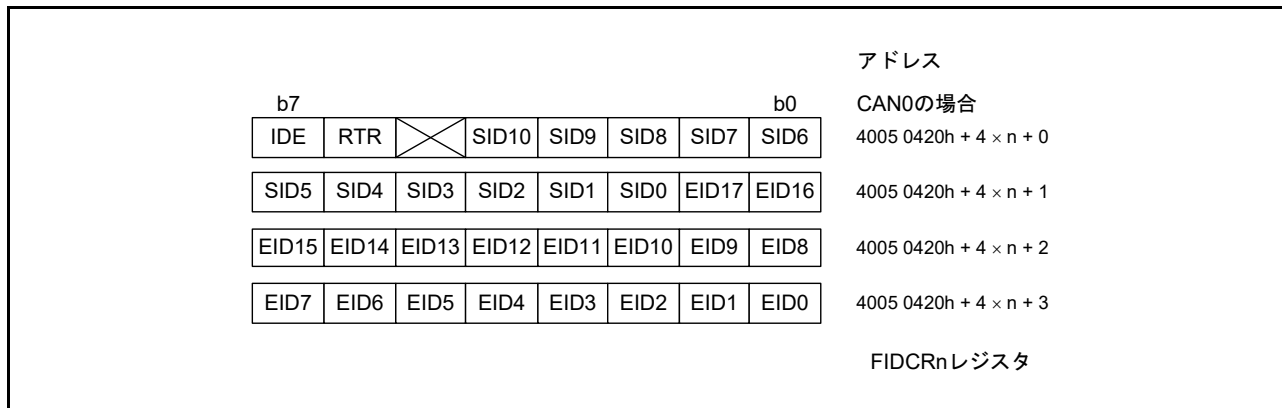 アドレス
b7 b0 CAN0の場合
IDE RTR SID10 SID9 SID8 SID7 SID6 4005 0420h + 4 × n + 0
SID5 SID4 SID3 SID2 SID1 SID0 EID17 EID16 4005 0420h + 4 × n + 1
EID15 EID14 EID13 EID12 EID11 EID10 EID9 EID8 4005 0420h + 4 × n + 2
EID7 EID6 EID5 EID4 EID3 EID2 EID1 EID0 4005 0420h + 4 × n + 3
FIDCRnレジスタ